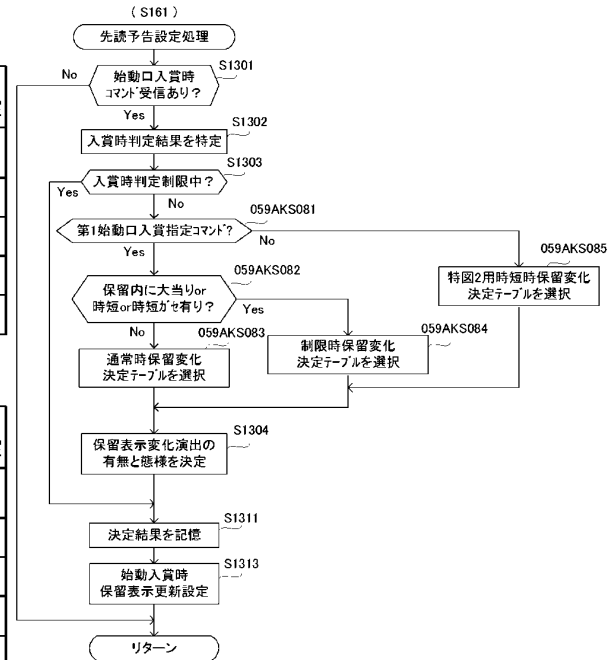 (S161)
先読予告設定処理
S1301
No
始動口入賞時
ｺﾏﾝﾄﾞ受信あり？
Yes
S1302
入賞時判定結果を特定
S1303
Yes
入賞時判定制限中？
No
059AKS081
第1始動口入賞指定ｺﾏﾝﾄﾞ？
No
Yes
059AKS085
特図2用時短時保留変化
決定ﾃｰﾌﾞﾙを選択
059AKS082
保留内に大当りor
時短or時短ｶﾞｾ有り？
Yes
No
059AKS083
通常時保留変化
決定ﾃｰﾌﾞﾙを選択
059AKS084
制限時保留変化
決定ﾃｰﾌﾞﾙを選択
S1304
保留表示変化演出の
有無と態様を決定
S1311
決定結果を記憶
S1313
始動入賞時
保留表示更新設定
リターン